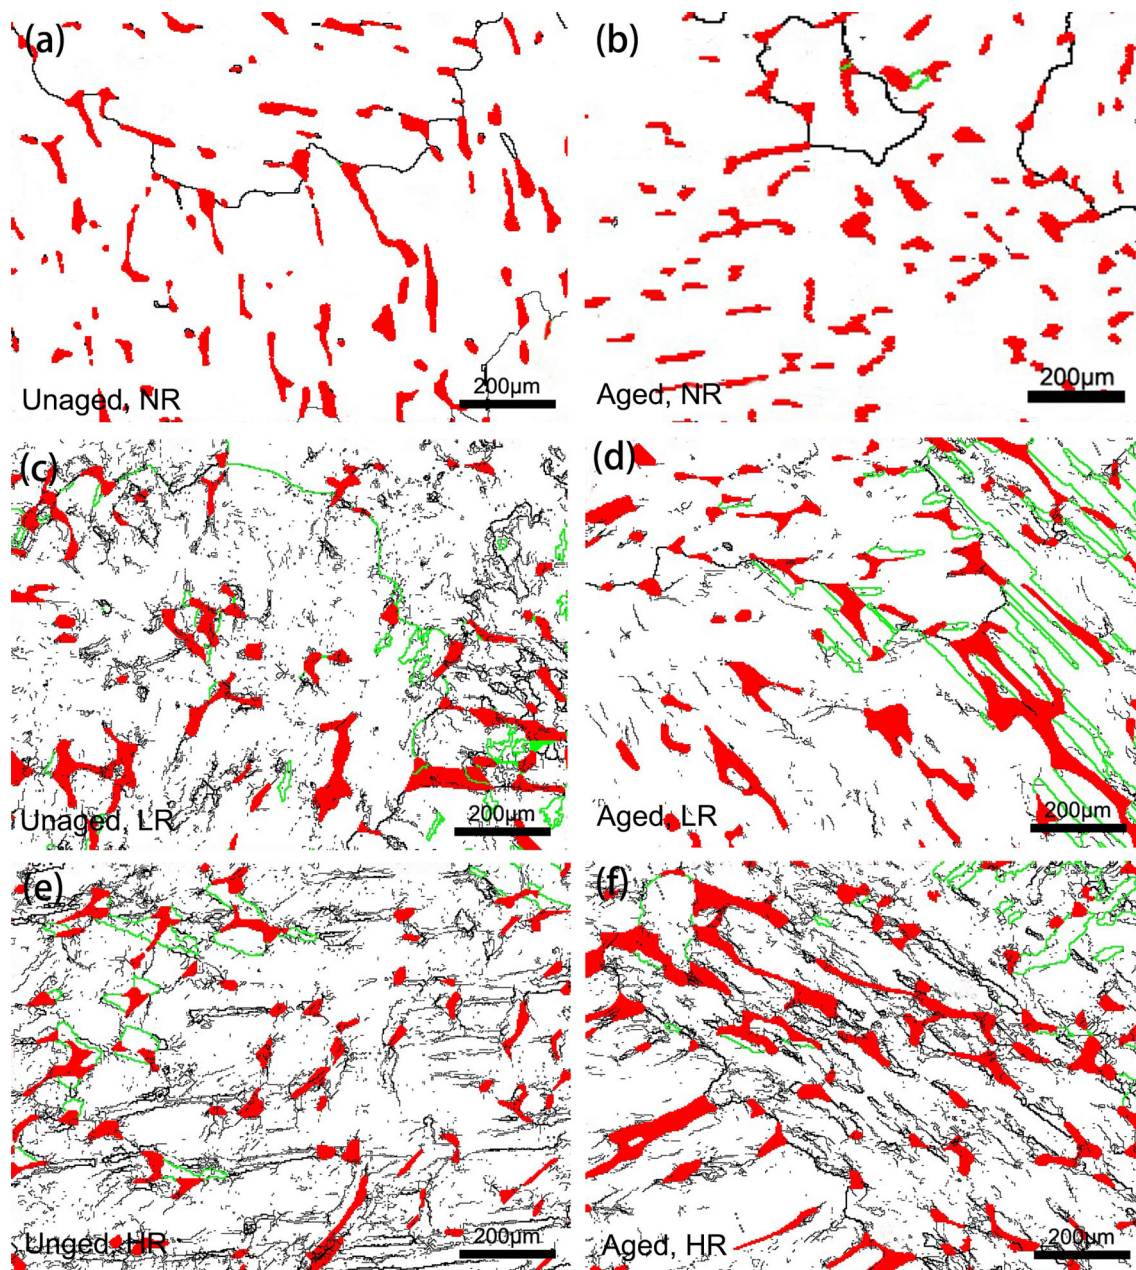 (a)
Unaged, NR
200μm
(b)
Aged, NR
200μm
(c)
Unaged, LR
200μm
(d)
Aged, LR
200μm
(e)
Unged, HR
200μm
(f)
Aged, HR
200μm